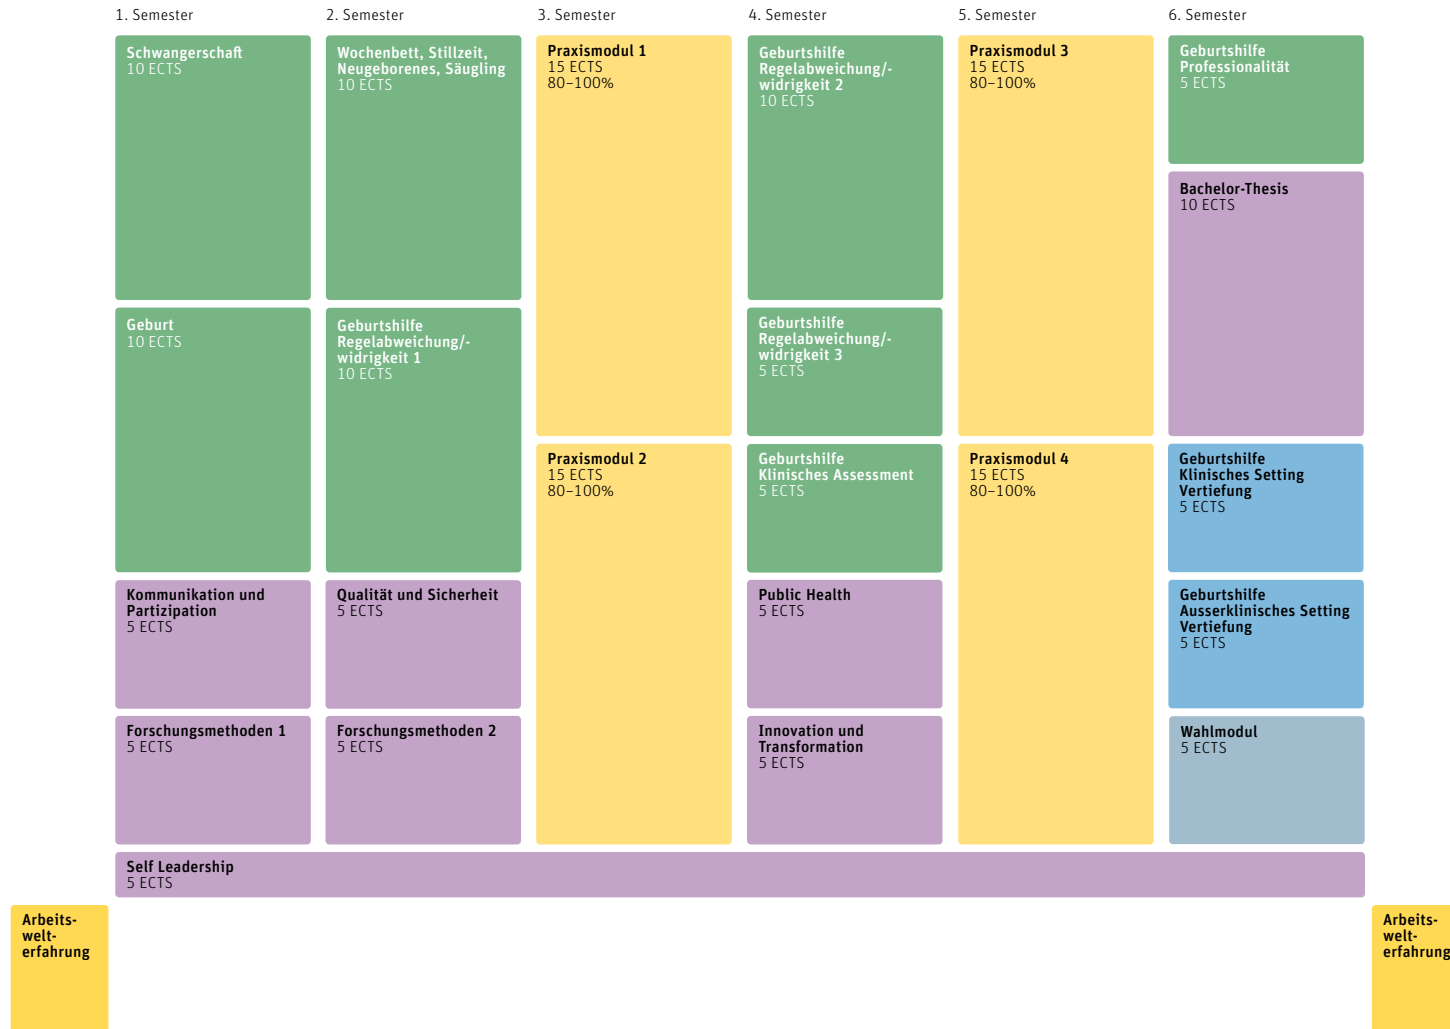 1. Semester
2. Semester
3. Semester
4. Semester
5. Semester
6. Semester
Schwangerschaft
10 ECTS
Wochenbett, Stillzeit,
Neugeborenes, Säugling
10 ECTS
Praxismodul 1
15 ECTS
80–100%
Geburtshilfe
Regelabweichung/-
widrigkeit 2
10 ECTS
Praxismodul 3
15 ECTS
80–100%
Geburtshilfe
Professionalität
5 ECTS
Bachelor-Thesis
10 ECTS
Geburt
10 ECTS
Geburtshilfe
Regelabweichung/-
widrigkeit 1
10 ECTS
Geburtshilfe
Regelabweichung/-
widrigkeit 3
5 ECTS
Praxismodul 2
15 ECTS
80–100%
Geburtshilfe
Klinisches Assessment
5 ECTS
Praxismodul 4
15 ECTS
80–100%
Geburtshilfe
Klinisches Setting
Vertiefung
5 ECTS
Kommunikation und
Partizipation
5 ECTS
Qualität und Sicherheit
5 ECTS
Public Health
5 ECTS
Geburtshilfe
Ausserklinisches Setting
Vertiefung
5 ECTS
Forschungsmethoden 1
5 ECTS
Forschungsmethoden 2
5 ECTS
Innovation und
Transformation
5 ECTS
Wahlmodul
5 ECTS
Self Leadership
5 ECTS
Arbeits-
welt-
erfahrung
Arbeits-
welt-
erfahrung